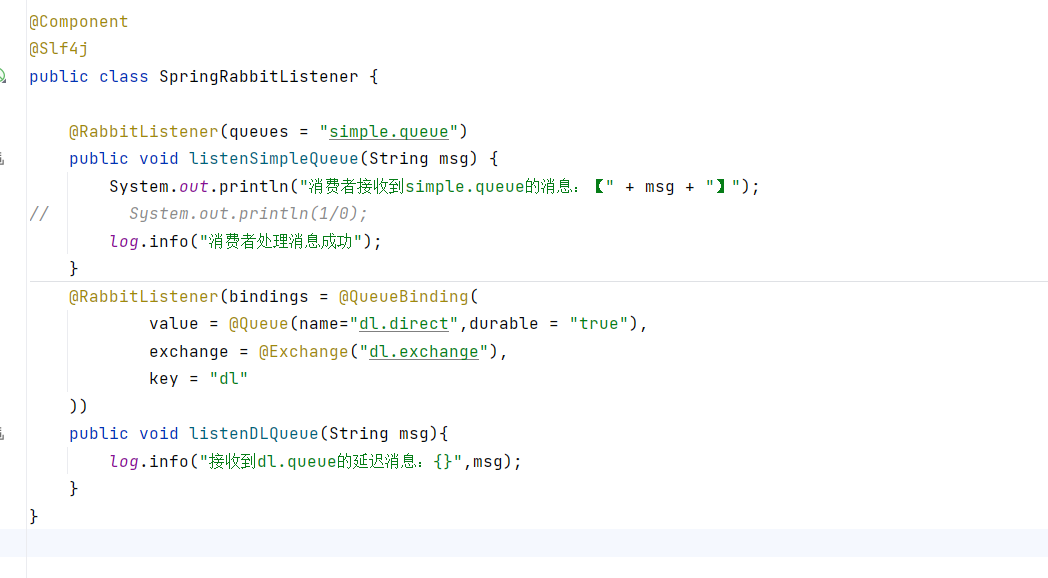 @Component
@Slf4j
public class SpringRabbitListener {
@RabbitListener(queues = "simple.queue")
public void listenSimpleQueue(String msg) {
System.out.println("消费者接收到simple.queue的消息：【" + msg + "】");
//        System.out.println(1/0);
log.info("消费者处理消息成功");
}
@RabbitListener(bindings = @QueueBinding(
value = @Queue(name="dl.direct",durable = "true"),
exchange = @Exchange("dl.exchange"),
key = "dl"
))
public void listenDLQueue(String msg){
log.info("接收到dl.queue的延迟消息：{}",msg);
}
}